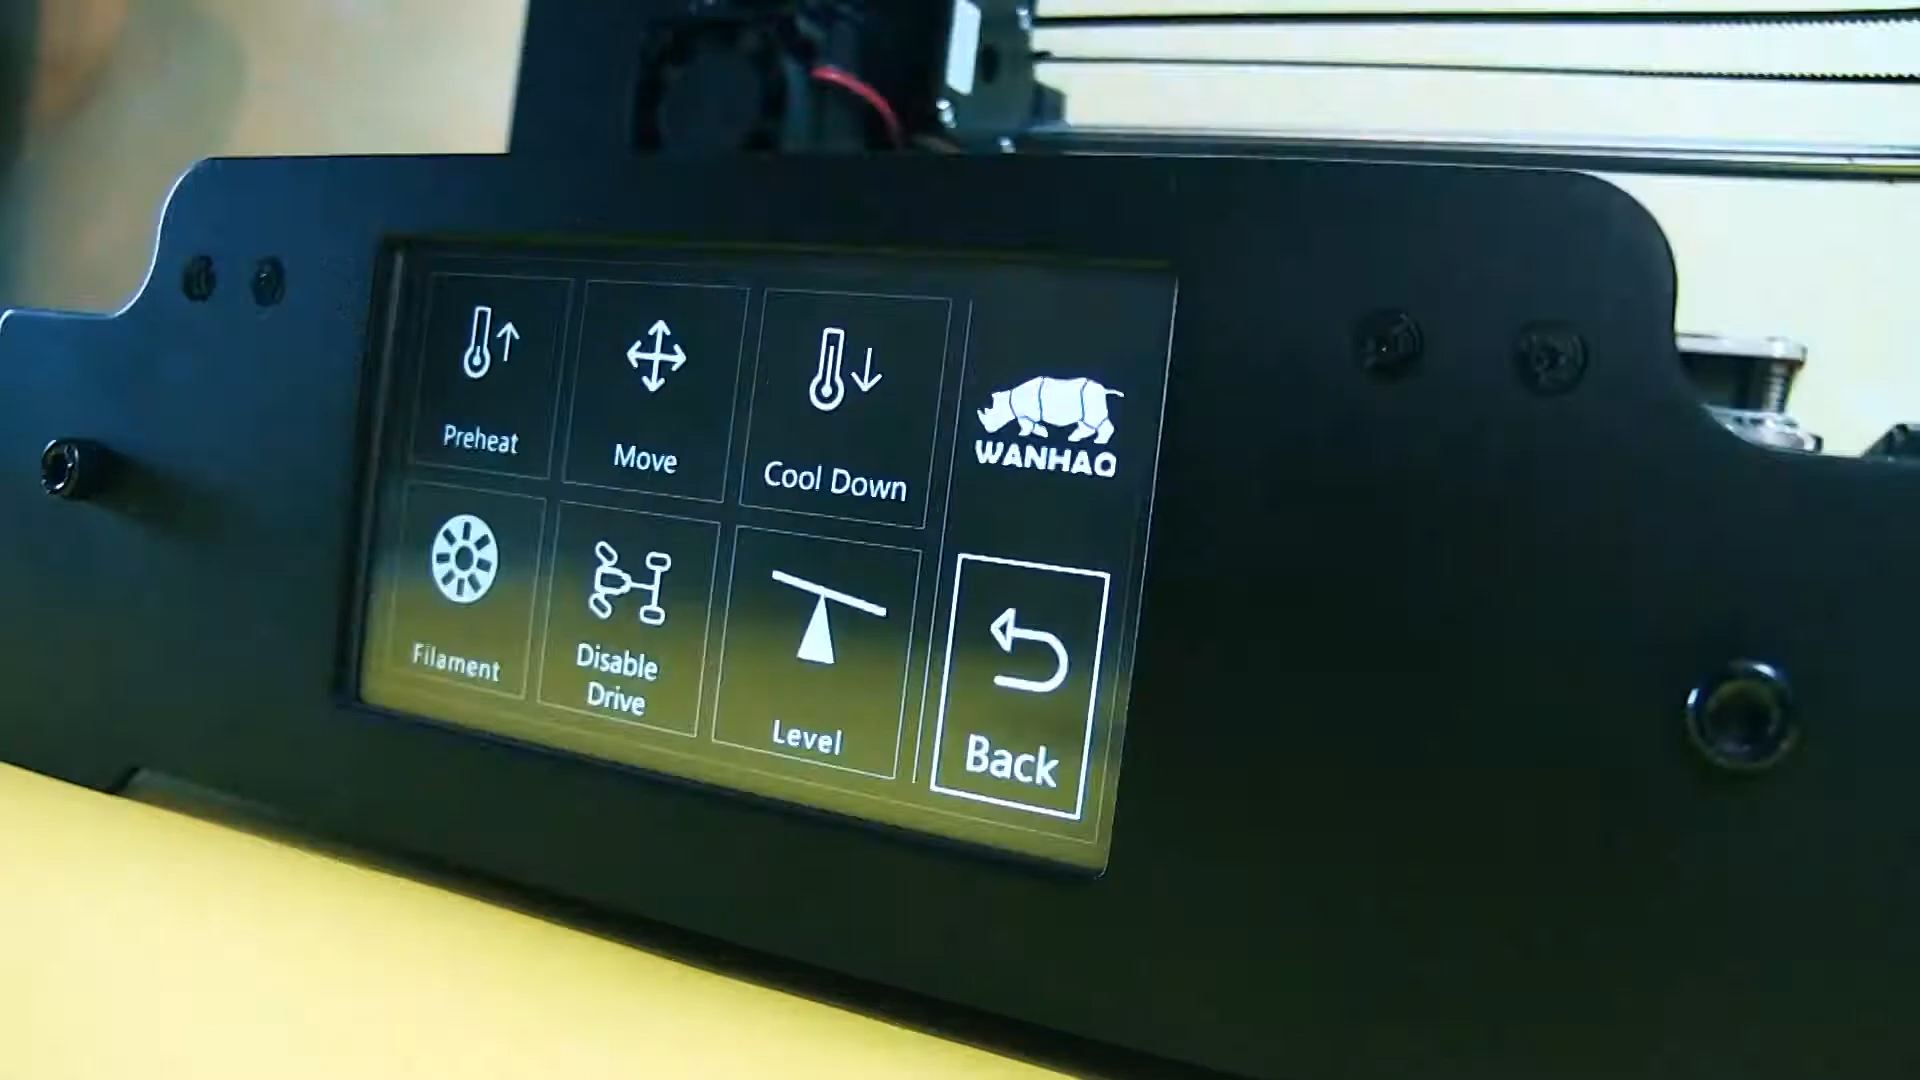 Preheat
Move
Cool Down
WANHAO
Filament
Disable
Drive
Level
Back